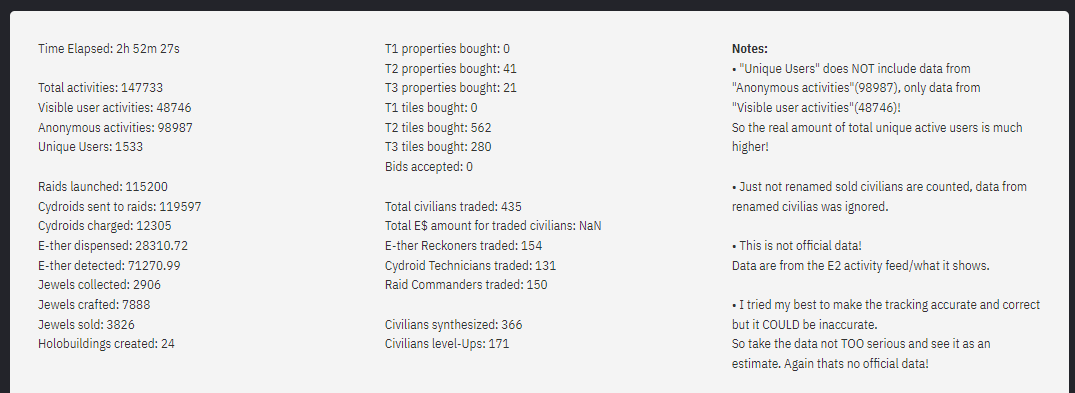 Time Elapsed: 2h 52m 27s
Total activities: 147733
Visible user activities: 48746
Anonymous activities: 98987
Unique Users: 1533
Raids launched: 115200
Cydroids sent to raids: 119597
Cydroids charged: 12305
E-ther dispensed: 28310.72
E-ther detected: 71270.99
Jewels collected: 2906
Jewels crafted: 7888
Jewels sold: 3826
Holobuildings created: 24
T1 properties bought: 0
T2 properties bought: 41
T3 properties bought: 21
T1 tiles bought: 0
T2 tiles bought: 562
T3 tiles bought: 280
Bids accepted: 0
Total civilians traded: 435
Total E$ amount for traded civilians: NaN
E-ther Reckoners traded: 154
Cydroid Technicians traded: 131
Raid Commanders traded: 150
Civilians synthesized: 366
Civilians level-Ups: 171
Notes:
• "Unique Users" does NOT include data from
"Anonymous activities"(98987), only data from
"Visible user activities"(48746)!
So the real amount of total unique active users is much
higher!
• Just not renamed sold civilians are counted, data from
renamed civilias was ignored.
• This is not official data!
Data are from the E2 activity feed/what it shows.
• I tried my best to make the tracking accurate and correct
but it COULD be inaccurate.
So take the data not TOO serious and see it as an
estimate. Again thats no official data!